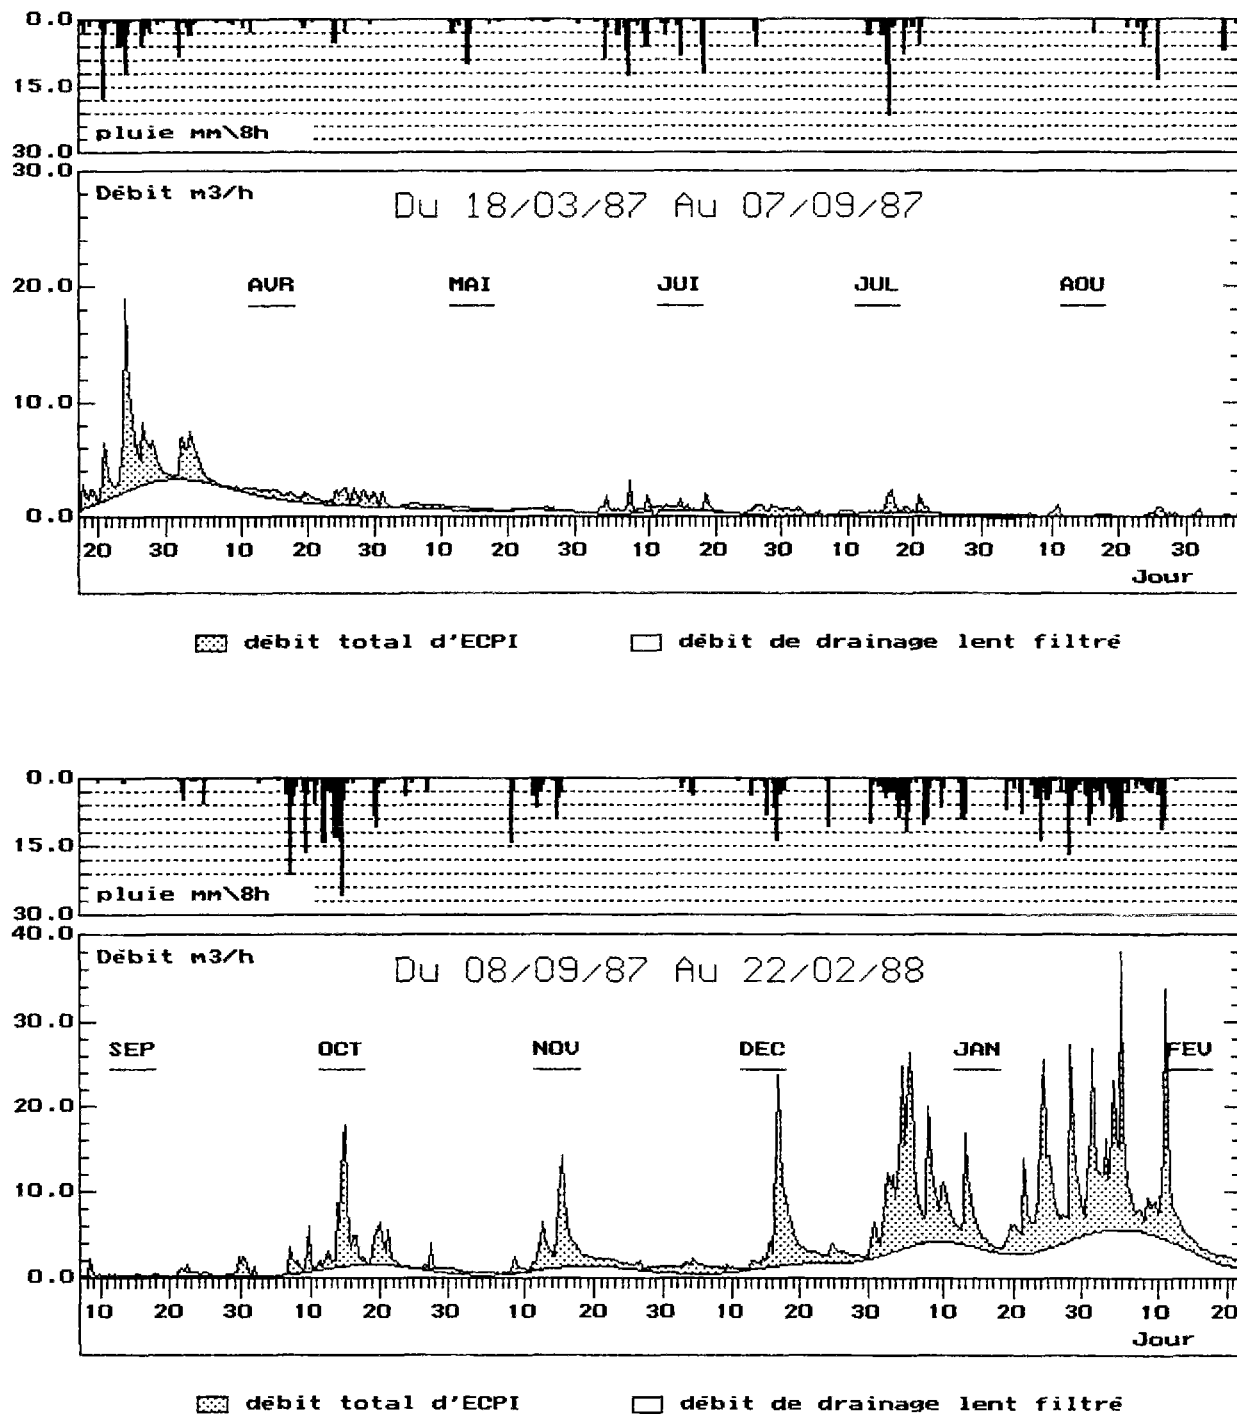 0.0
15.0
pluie mm\8h
30.0
30.0
Débit m3/h
Du 18/03/87 Au 07/09/87
20.0
AVR MAI JUI JUL AOU
10.0
0.0
20 30 10 20 30 10 20 30 10 20 30 10 20 30 10 20 30
Jour
débit total d'ECPI débit de drainage lent filtré
0.0
15.0
pluie mm\8h
30.0
40.0
Débit m3/h
Du 08/09/87 Au 22/02/88
30.0
SEP OCT NOV DEC JAN FEV
20.0
10.0
0.0
10 20 30 10 20 30 10 20 30 10 20 30 10 20 30 10 20
Jour
débit total d'ECPI débit de drainage lent filtré